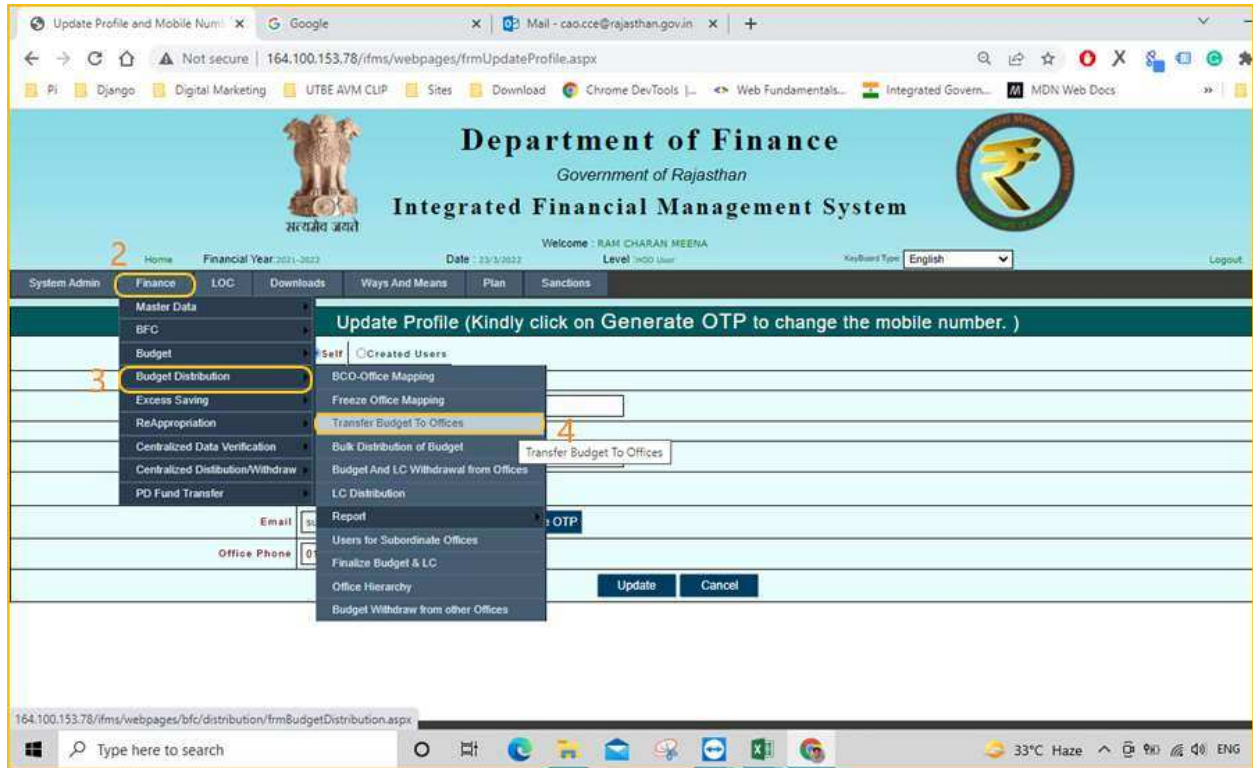 Update Profile and Mobile Num
Google
Mail - cao.cce@rajasthan.gov.in
Not secure | 164.100.153.78/ifms/webpages/frmUpdateProfile.aspx
Pi Django Digital Marketing UTBE AVM CLIP Sites Download Chrome DevTools |... Web Fundamentals... Integrated Govern... MDN Web Docs
Department of Finance
Government of Rajasthan
Integrated Financial Management System
सत्यमेव जयते
Welcome : RAM CHARAN MEENA
2 Home Financial Year:2021-2022 Date : 23/3/2022 Level KeyBoard Type English Logout
System Admin Finance LOC Downloads Ways And Means Plan Sanctions
Update Profile (Kindly click on Generate OTP to change the mobile number. )
Self Created Users
Master Data
BFC
Budget
3 Budget Distribution
Excess Saving
ReAppropriation
Centralized Data Verification
Centralized Distibution/Withdraw
PD Fund Transfer
BCO-Office Mapping
Freeze Office Mapping
Transfer Budget To Offices
4
Transfer Budget To Offices
Bulk Distribution of Budget
Budget And LC Withdrawal from Offices
LC Distribution
Report
Users for Subordinate Offices
Finalize Budget & LC
Office Hierarchy
Budget Withdraw from other Offices
Email su OTP
Office Phone 01
Update Cancel
164.100.153.78/ifms/webpages/bfc/distribution/frmBudgetDistribution.aspx
Type here to search
33°C Haze ENG